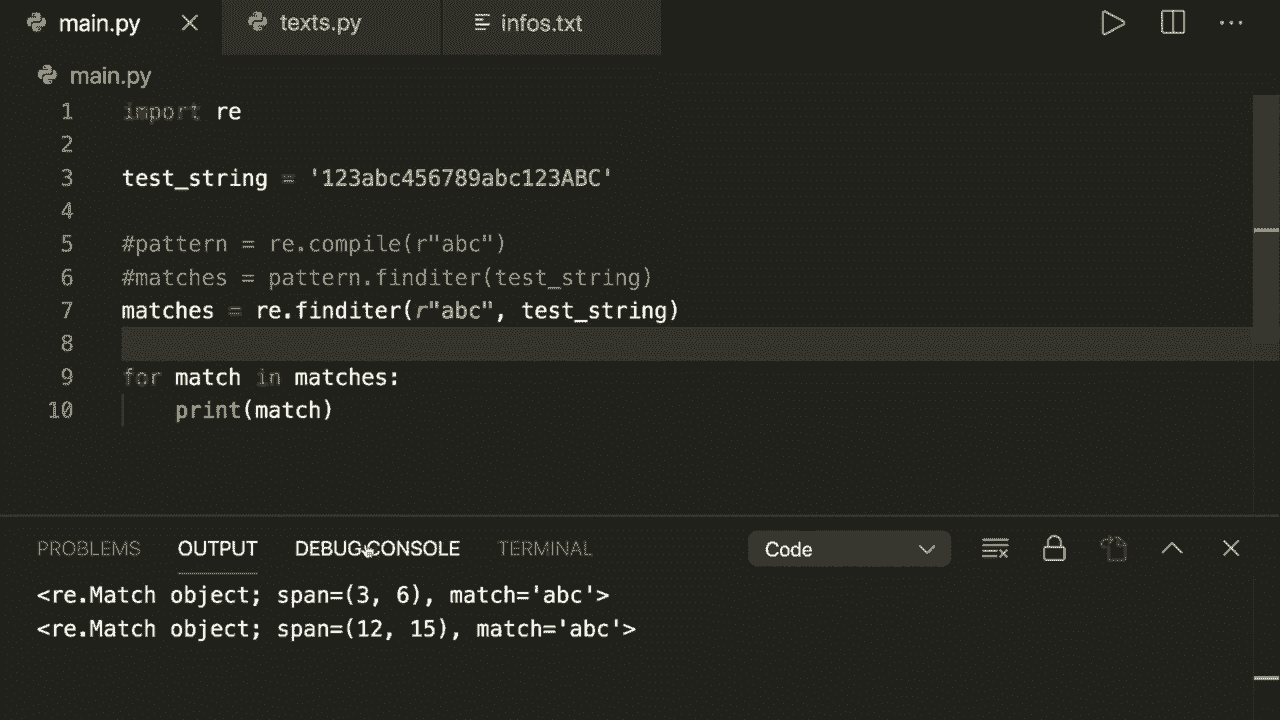 main.py
texts.py
infos.txt
main.py
1 import re
2
3 test_string = '123abc456789abc123ABC'
4
5 #pattern = re.compile(r"abc")
6 #matches = pattern.finditer(test_string)
7 matches = re.finditer(r"abc", test_string)
8
9 for match in matches:
10 print(match)
PROBLEMS OUTPUT DEBUG CONSOLE TERMINAL Code
<re.Match object; span=(3, 6), match='abc'>
<re.Match object; span=(12, 15), match='abc'>